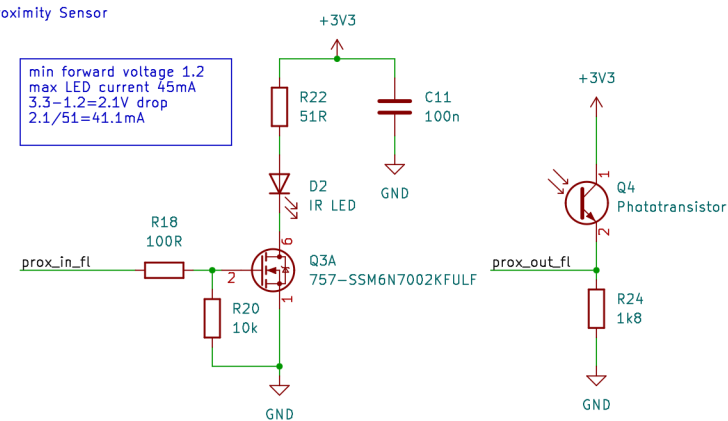 oximity Sensor
min forward voltage 1.2
max LED current 45mA
3.3-1.2=2.1V drop
2.1/51=41.1mA
+3V3
R22
51R
C11
100n
GND
D2
IR LED
R18
100R
prox_in_fl
2
6
1
Q3A
757-SSM6N7002KFULF
R20
10k
GND
+3V3
1
Q4
Phototransistor
2
prox_out_fl
R24
1k8
GND